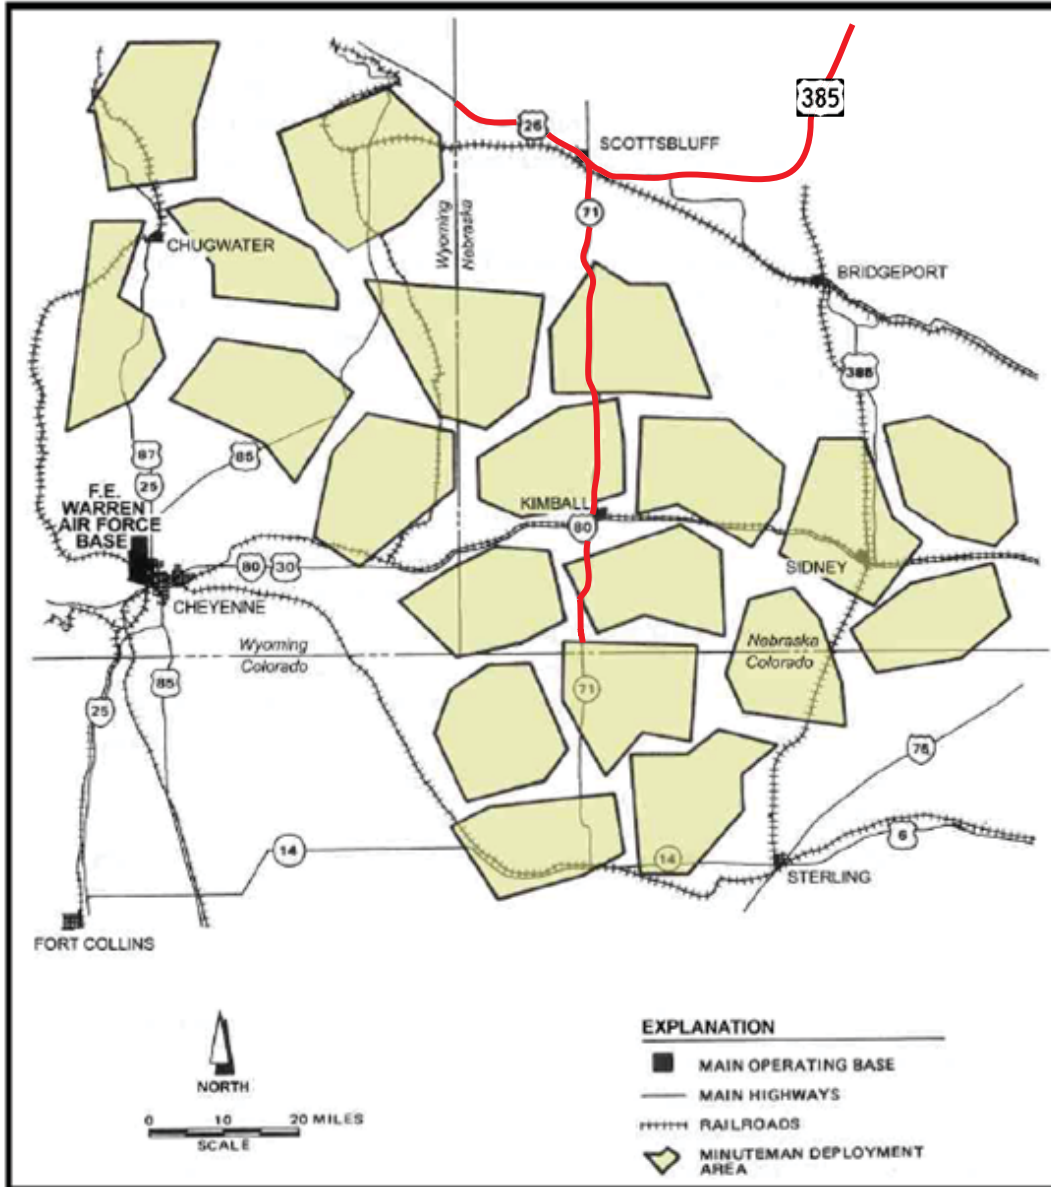 385
26
SCOTTSBLUFF
71
Wyoming
Nebraska
CHUGWATER
BRIDGEPORT
385
87
85
25
F.E.
WARREN
AIR FORCE
BASE
KIMBALL
80
SIDNEY
80
30
CHEYENNE
Wyoming
Colorado
Nebraska
Colorado
85
71
25
76
6
14
14
STERLING
FORT COLLINS
NORTH
0 10 20 MILES
SCALE
EXPLANATION
MAIN OPERATING BASE
MAIN HIGHWAYS
RAILROADS
MINUTEMAN DEPLOYMENT
AREA